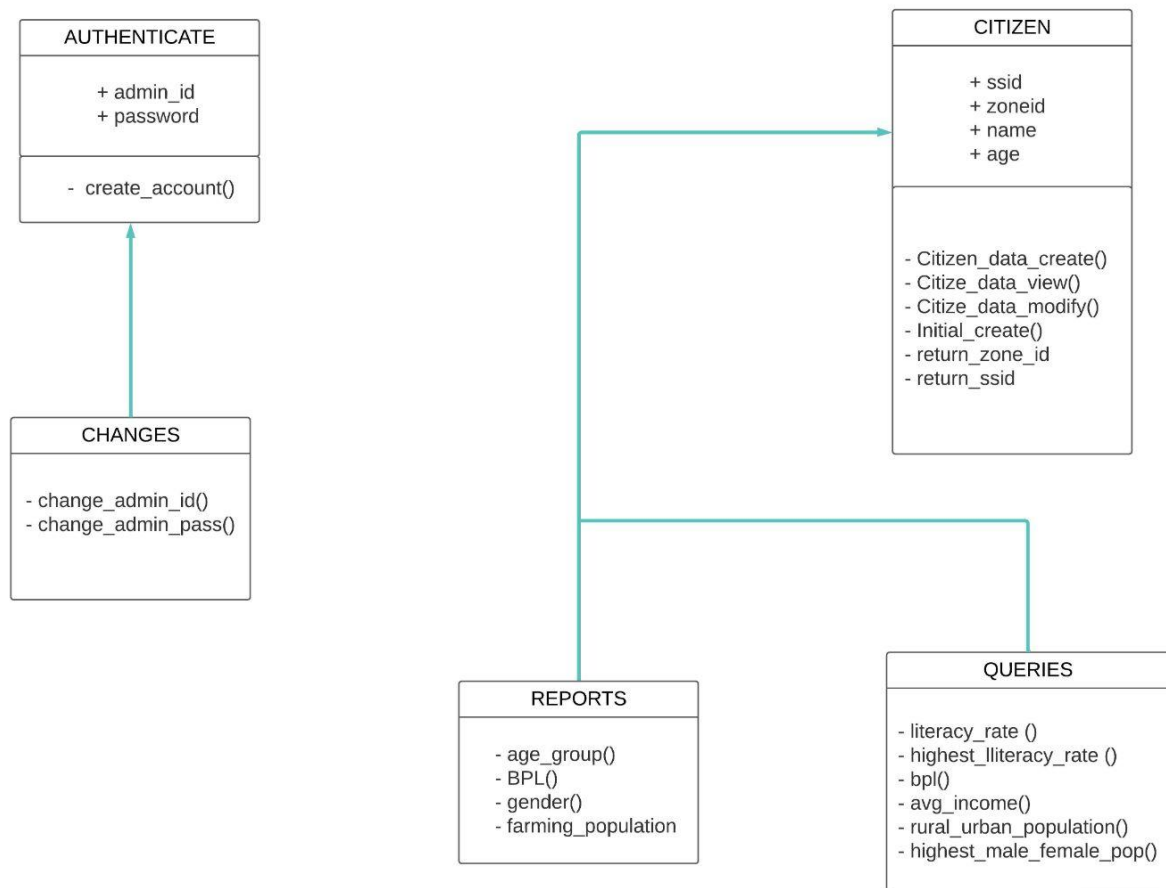 AUTHENTICATE
+ admin_id
+ password
- create_account()
CHANGES
- change_admin_id()
- change_admin_pass()
CITIZEN
+ ssid
+ zoneid
+ name
+ age
- Citizen_data_create()
- Citize_data_view()
- Citize_data_modify()
- Initial_create()
- return_zone_id
- return_ssid
REPORTS
- age_group()
- BPL()
- gender()
- farming_population
QUERIES
- literacy_rate ()
- highest_lliteracy_rate ()
- bpl()
- avg_income()
- rural_urban_population()
- highest_male_female_pop()